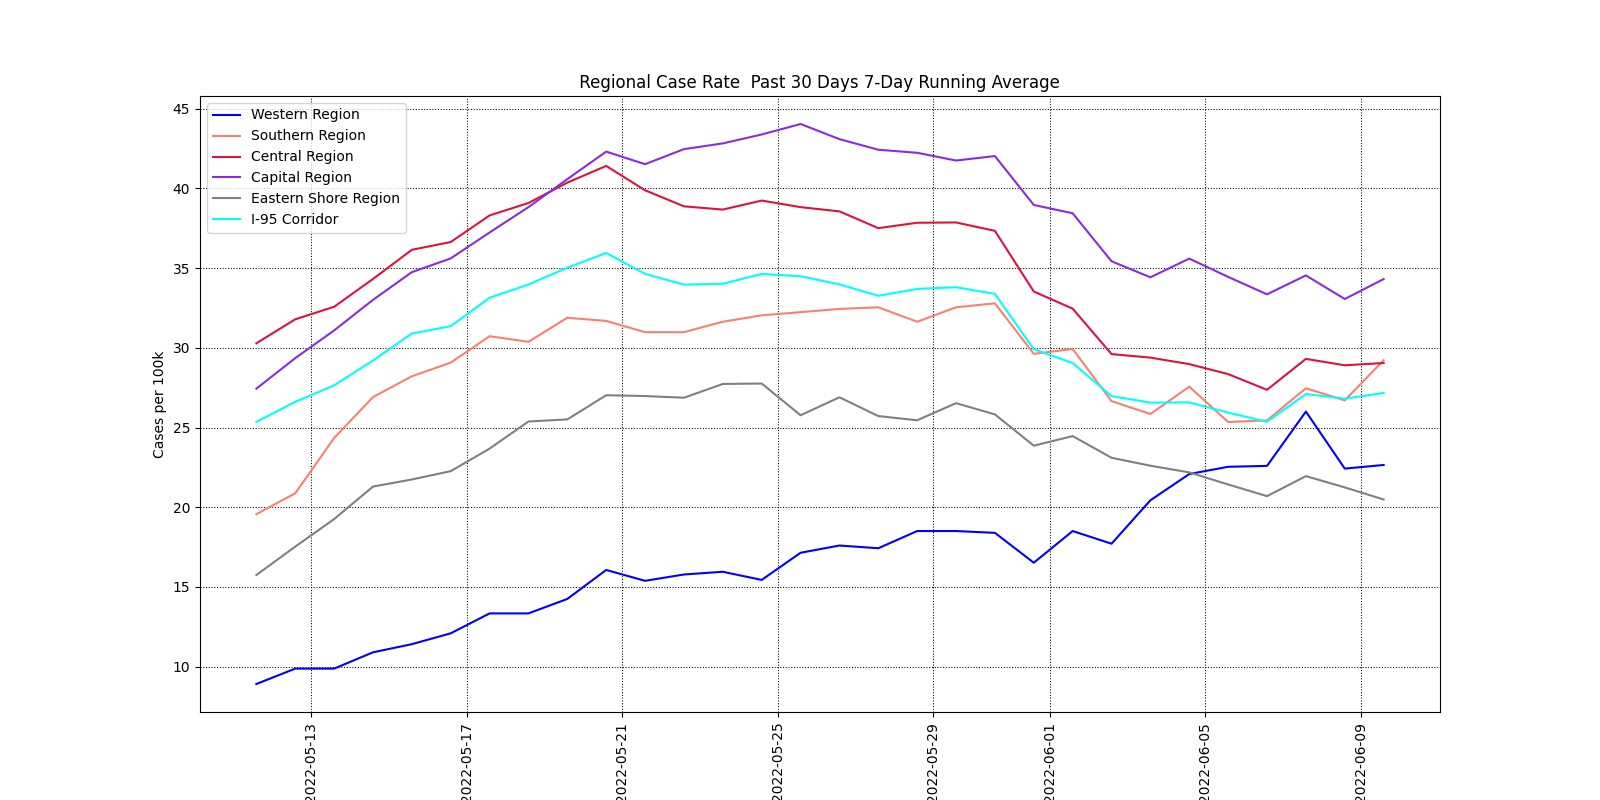 Regional Case Rate  Past 30 Days 7-Day Running Average
Western Region
Southern Region
Central Region
Capital Region
Eastern Shore Region
I-95 Corridor
Cases per 100k
45
40
35
30
25
20
15
10
2022-05-13
2022-05-17
2022-05-21
2022-05-25
2022-05-29
2022-06-01
2022-06-05
2022-06-09